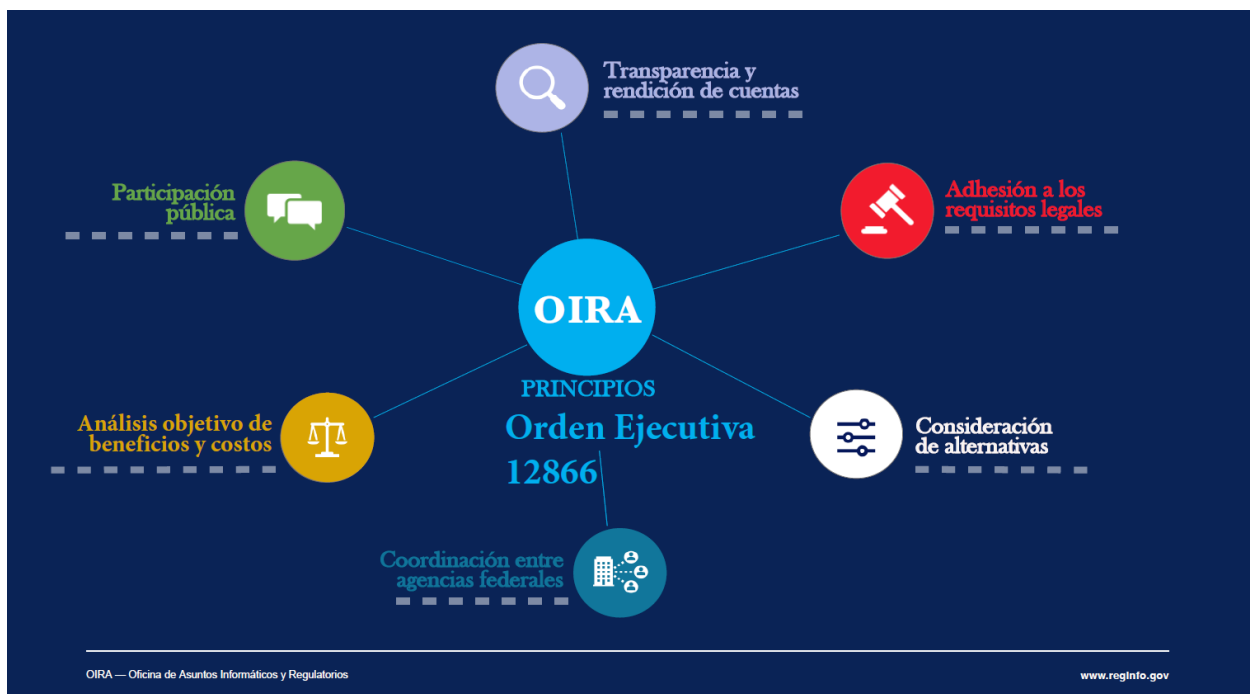 Transparencia y
rendición de cuentas
Participación
pública
Adhesión a los
requisitos legales
OIRA
PRINCIPIOS
Orden Ejecutiva
12866
Análisis objetivo de
beneficios y costos
Consideración
de alternativas
Coordinación entre
agencias federales
OIRA — Oficina de Asuntos Informáticos y Regulatorios
www.reginfo.gov